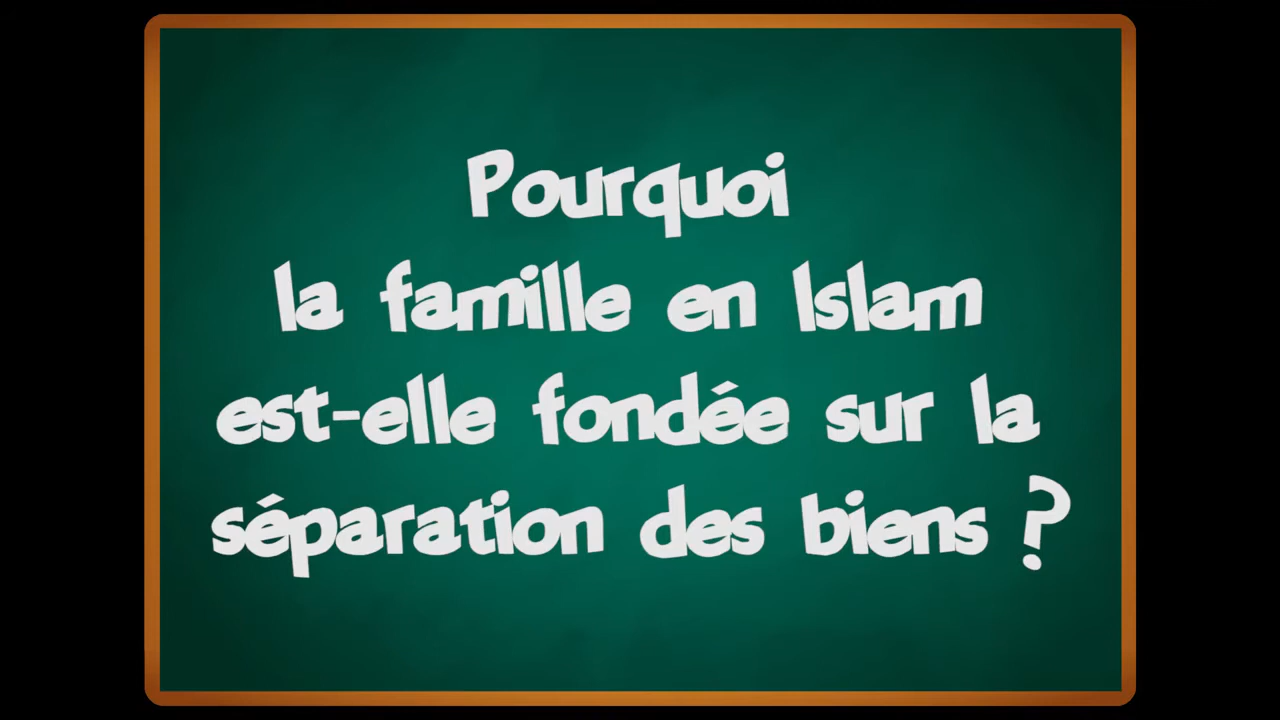 Pourquoi
la famille en Islam
est-elle fondée sur la
séparation des biens ?